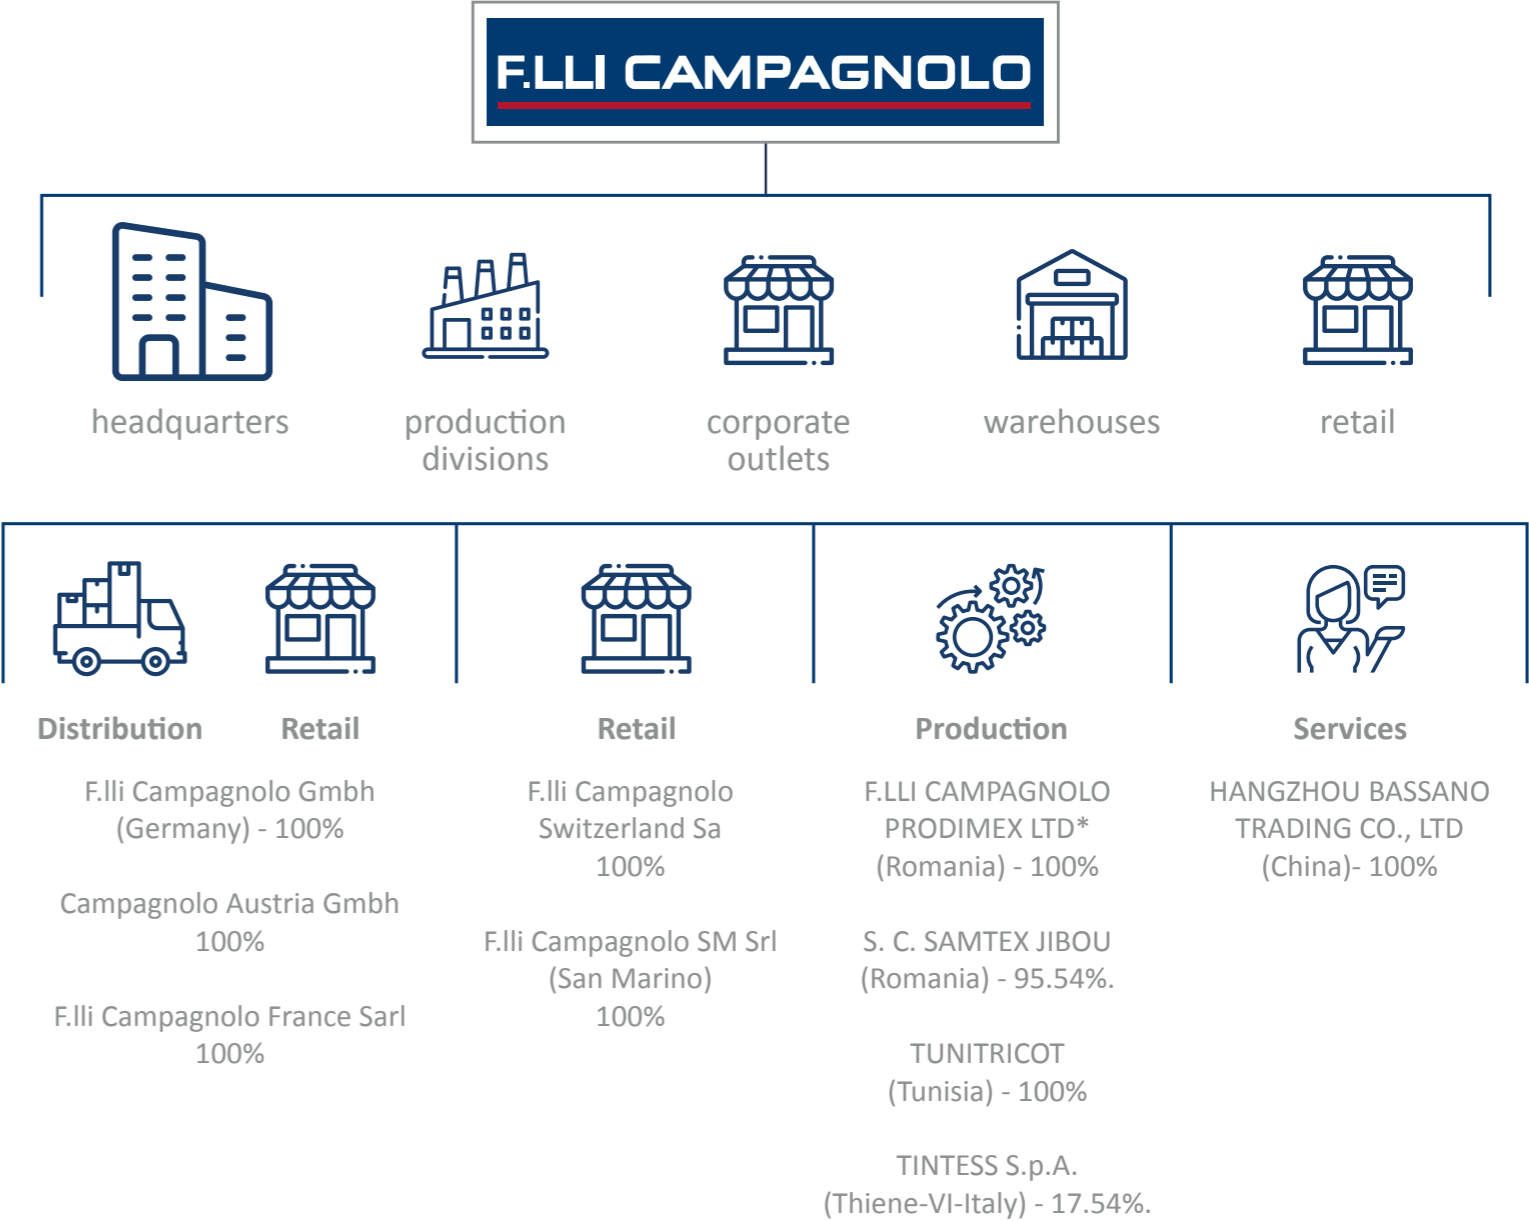 F.LLI CAMPAGNOLO
headquarters
production
divisions
corporate
outlets
warehouses
retail
Distribution
Retail
F.lli Campagnolo Gmbh
(Germany) - 100%
Campagnolo Austria Gmbh
100%
F.lli Campagnolo France Sarl
100%
Retail
F.lli Campagnolo
Switzerland Sa
100%
F.lli Campagnolo SM Srl
(San Marino)
100%
Production
F.LLI CAMPAGNOLO
PRODIMEX LTD*
(Romania) - 100%
S. C. SAMTEX JIBOU
(Romania) - 95.54%.
TUNITRICOT
(Tunisia) - 100%
TINTESS S.p.A.
(Thiene-VI-Italy) - 17.54%.
Services
HANGZHOU BASSANO
TRADING CO., LTD
(China)- 100%